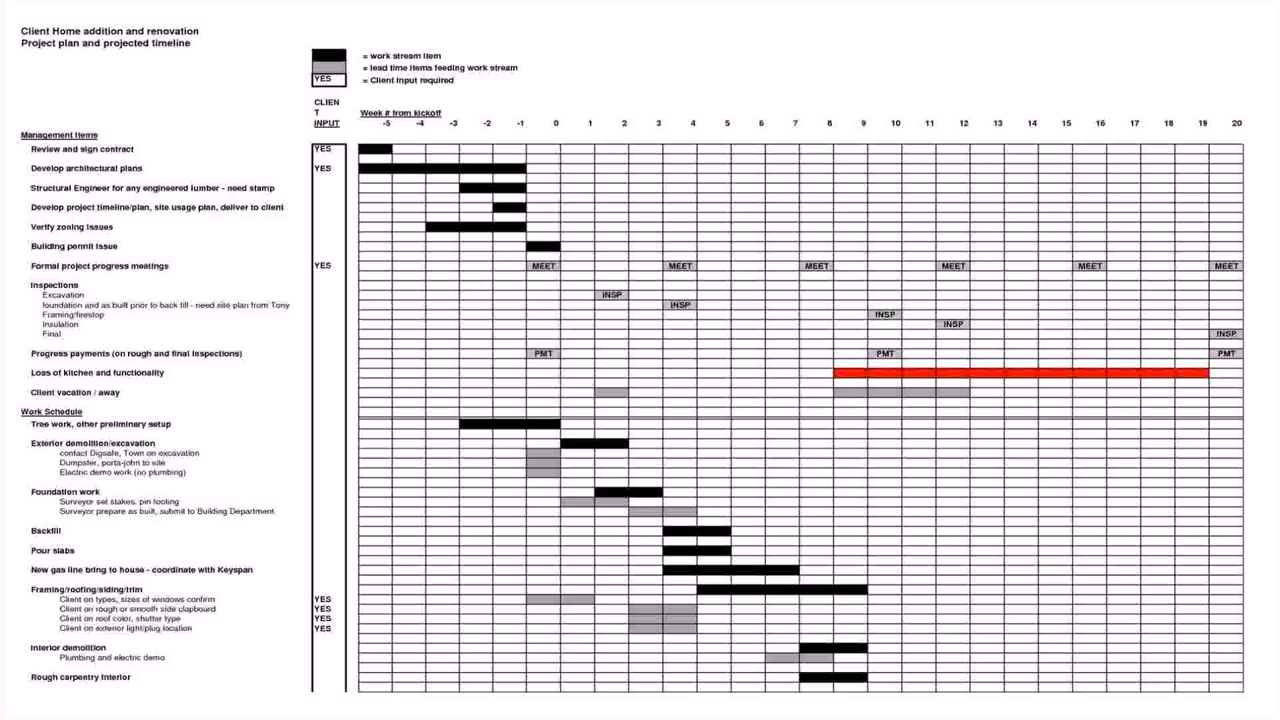 Client Home addition and renovation
Project plan and projected timeline
= work stream item
= lead time items feeding work stream
YES = Client input required
CLIEN
T Week # from kickoff
INPUT -5 -4 -3 -2 -1 0 1 2 3 4 5 6 7 8 9 10 11 12 13 14 15 16 17 18 19 20
Management Items
Review and sign contract YES
Develop architectural plans YES
Structural Engineer for any engineered lumber - need stamp
Develop project timeline/plan, site usage plan, deliver to client
Verify zoning issues
Building permit issue
Formal project progress meetings YES MEET MEET MEET MEET MEET MEET
Inspections
Excavation INSP
foundation and as built prior to back fill - need site plan from Tony INSP
Framing/firestop INSP
Insulation INSP
Final INSP
Progress payments (on rough and final inspections) PMT PMT PMT
Loss of kitchen and functionality
Client vacation / away
Work Schedule
Tree work, other preliminary setup
Exterior demolition/excavation
contact Digsafe, Town on excavation
Dumpster, porta-john to site
Electric demo work (no plumbing)
Foundation work
Surveyor set stakes, pin footing
Surveyor prepare as built, submit to Building Department
Backfill
Pour slabs
New gas line bring to house - coordinate with Keyspan
Framing/roofing/siding/trim
Client on types, sizes of windows confirm YES
Client on rough or smooth side clapboard YES
Client on roof color, shutter type YES
Client on exterior light/plug location YES
Interior demolition
Plumbing and electric demo
Rough carpentry interior